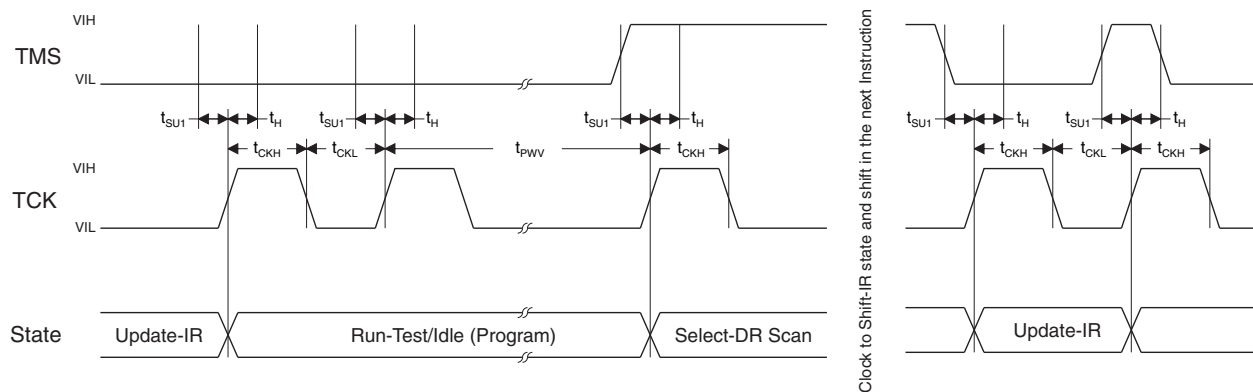 VIH
TMS
VIL
tSU1 tH tSU1 tH tSU1 tH tSU1 tH tSU1 tH
tCKH tCKL tPWV tCKH tCKH tCKL tCKH
VIH
TCK
VIL
State Update-IR Run-Test/Idle (Program) Select-DR Scan Update-IR
Clock to Shift-IR state and shift in the next Instruction